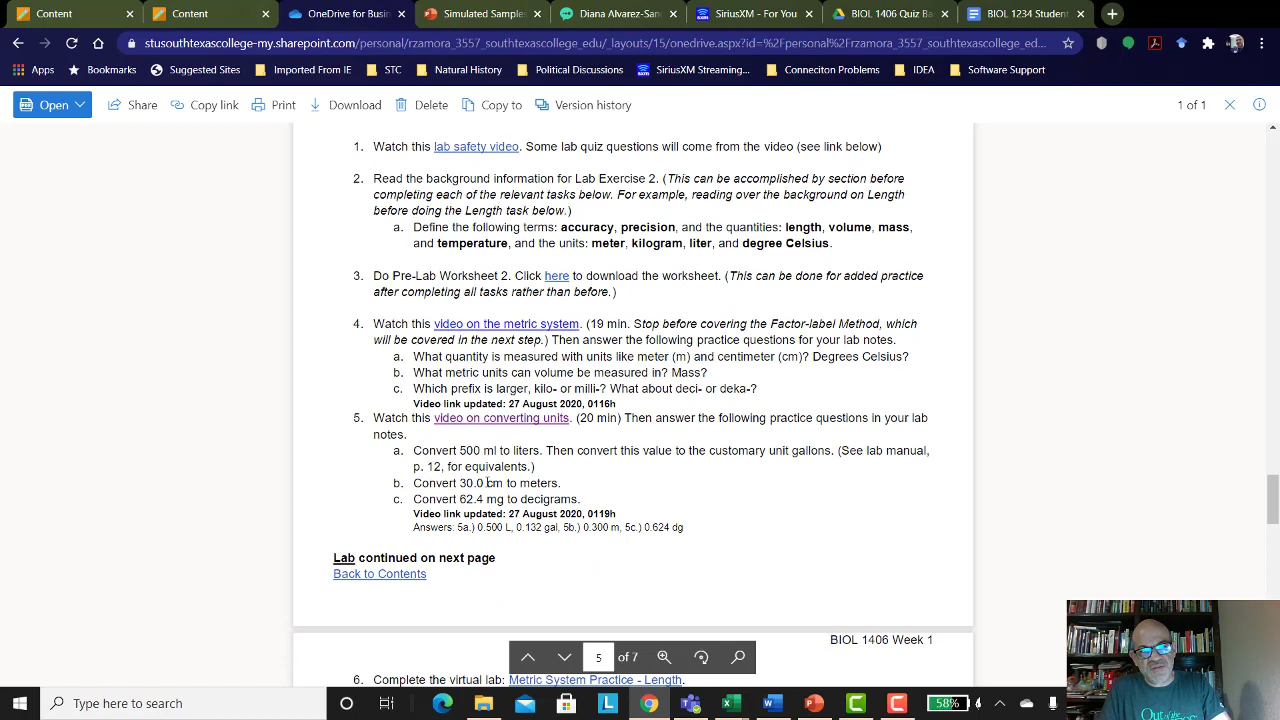 Content
Content
OneDrive for Busin
Simulated Samples
Diana Alvarez-San
SiriusXM - For You
BIOL 1406 Quiz Ba
BIOL 1234 Student
stusouthtexascollege-my.sharepoint.com/personal/rzamora_3557_southtexascollege_edu/_layouts/15/onedrive.aspx?id=%2Fpersonal%2Frzamora_3557_southtexascollege_ed...
Apps
Bookmarks
Suggested Sites
Imported From IE
STC
Natural History
Political Discussions
SiriusXM Streaming...
Conneciton Problems
IDEA
Software Support
Open
Share
Copy link
Print
Download
Delete
Copy to
Version history
1 of 1
1. Watch this lab safety video. Some lab quiz questions will come from the video (see link below)
2. Read the background information for Lab Exercise 2. (This can be accomplished by section before
completing each of the relevant tasks below. For example, reading over the background on Length
before doing the Length task below.)
a. Define the following terms: accuracy, precision, and the quantities: length, volume, mass,
and temperature, and the units: meter, kilogram, liter, and degree Celsius.
3. Do Pre-Lab Worksheet 2. Click here to download the worksheet. (This can be done for added practice
after completing all tasks rather than before.)
4. Watch this video on the metric system. (19 min. Stop before covering the Factor-label Method, which
will be covered in the next step.) Then answer the following practice questions for your lab notes.
a. What quantity is measured with units like meter (m) and centimeter (cm)? Degrees Celsius?
b. What metric units can volume be measured in? Mass?
c. Which prefix is larger, kilo- or milli-? What about deci- or deka-?
Video link updated: 27 August 2020, 0116h
5. Watch this video on converting units. (20 min) Then answer the following practice questions in your lab
notes.
a. Convert 500 ml to liters. Then convert this value to the customary unit gallons. (See lab manual,
p. 12, for equivalents.)
b. Convert 30.0 cm to meters.
c. Convert 62.4 mg to decigrams.
Video link updated: 27 August 2020, 0119h
Answers: 5a.) 0.500 L, 0.132 gal, 5b.) 0.300 m, 5c.) 0.624 dg
Lab continued on next page
Back to Contents
BIOL 1406 Week 1
5 of 7
6. Complete the virtual lab: Metric System Practice - Length.
Type here to search
58%
Out of the